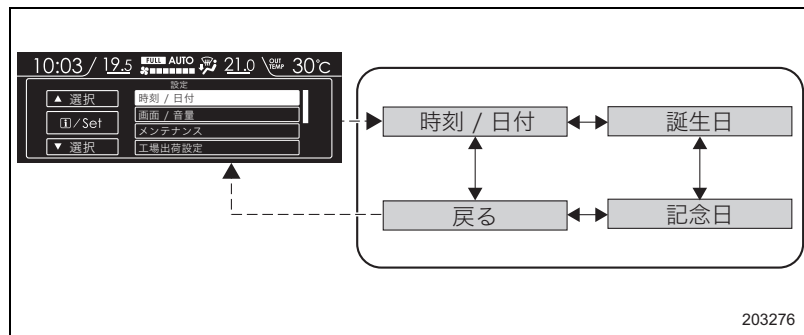 10:03 / 19.5 FULL AUTO 21.0 OUT TEMP 30℃
設定
▲ 選択
時刻 / 日付
i/Set
画面 / 音量
メンテナンス
▼ 選択
工場出荷設定
時刻 / 日付
誕生日
戻る
記念日
203276